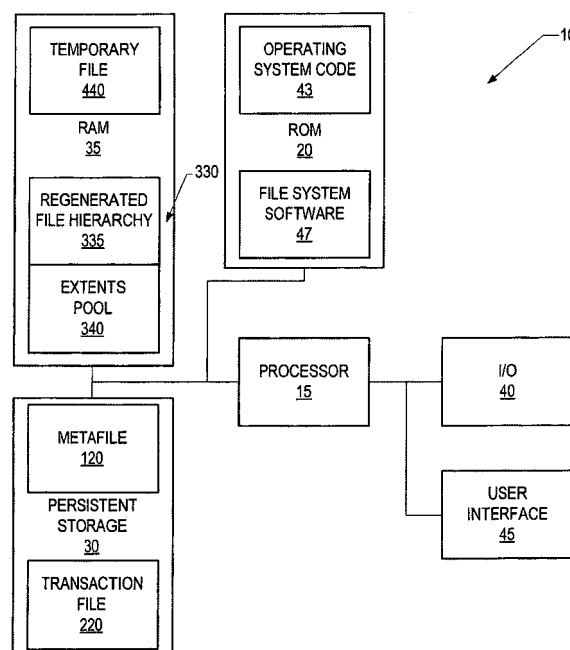 TEMPORARY
FILE
440
RAM
35
330
REGENERATED
FILE HIERARCHY
335
EXTENTS
POOL
340
OPERATING
SYSTEM CODE
43
ROM
20
FILE SYSTEM
SOFTWARE
47
10
PROCESSOR
15
I/O
40
USER
INTERFACE
45
METAFILE
120
PERSISTENT
STORAGE
30
TRANSACTION
FILE
220